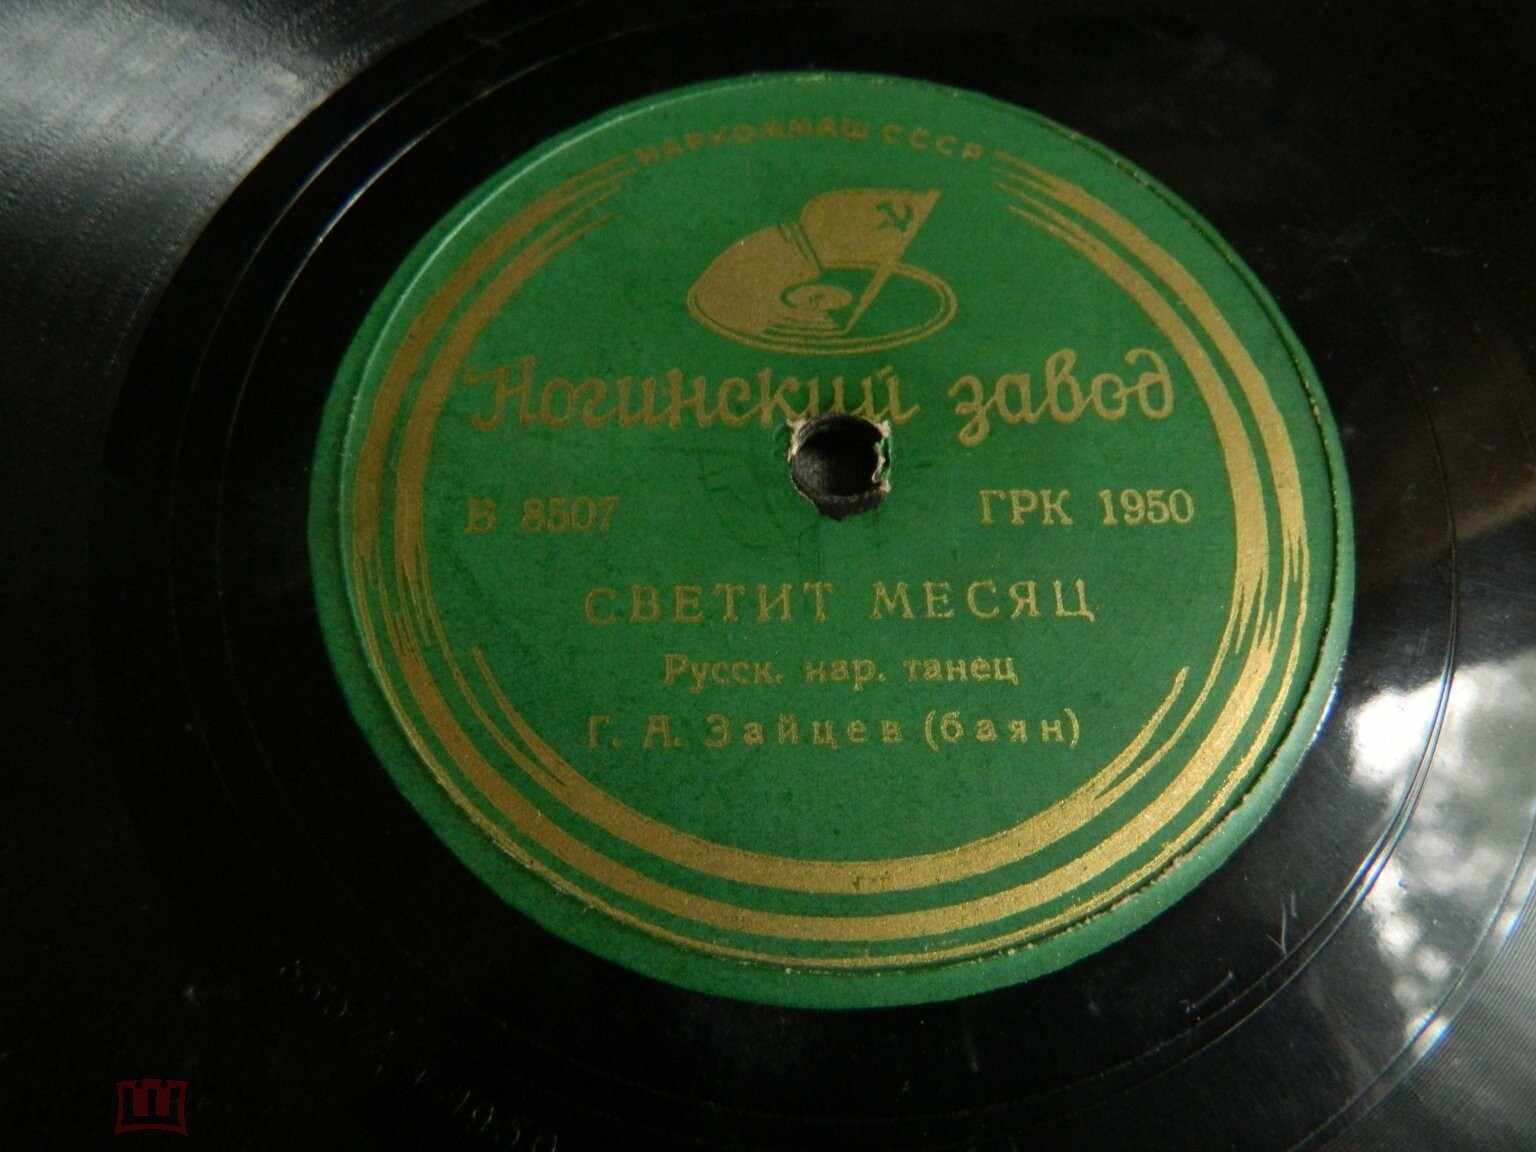 НАРКОММАШ СССР
Ногинский завод
В 8507
ГРК 1950
СВЕТИТ МЕСЯЦ
Русск. нар. танец
Г. А. Зайцев (баян)